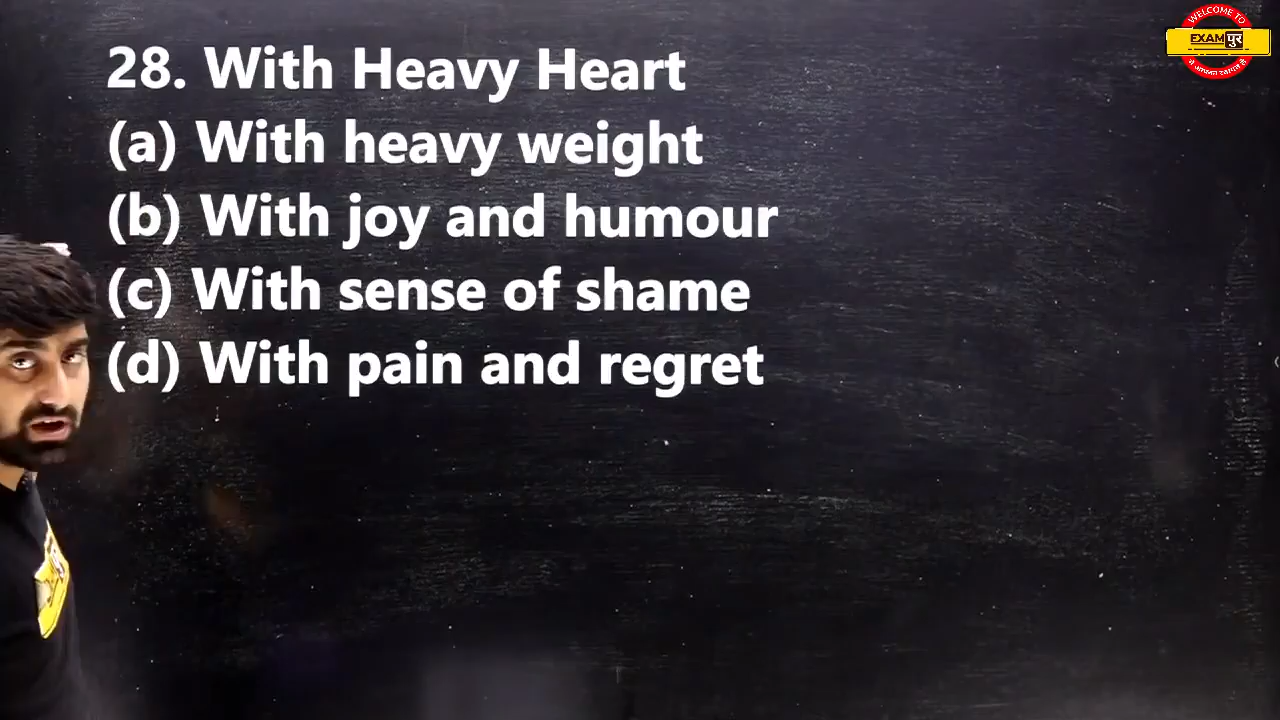 WELCOME TO
EXAMपुर
28. With Heavy Heart
(a) With heavy weight
(b) With joy and humour
(c) With sense of shame
(d) With pain and regret